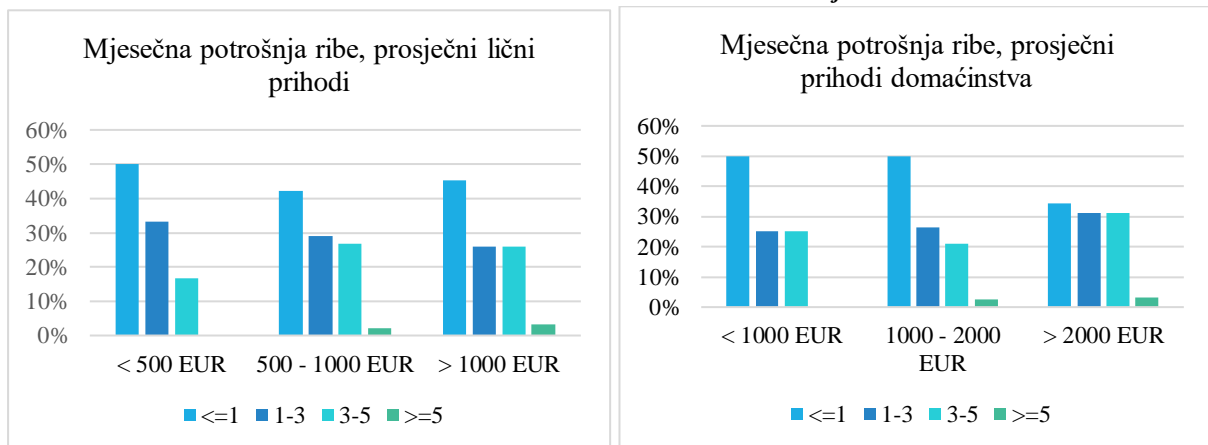 Mjesečna potrošnja ribe, prosječni lični
prihodi
60%
50%
40%
30%
20%
10%
0%
< 500 EUR
500 - 1000 EUR
> 1000 EUR
<=1
1-3
3-5
>=5
Mjesečna potrošnja ribe, prosječni
prihodi domaćinstva
60%
50%
40%
30%
20%
10%
0%
< 1000 EUR
1000 - 2000
EUR
> 2000 EUR
<=1
1-3
3-5
>=5